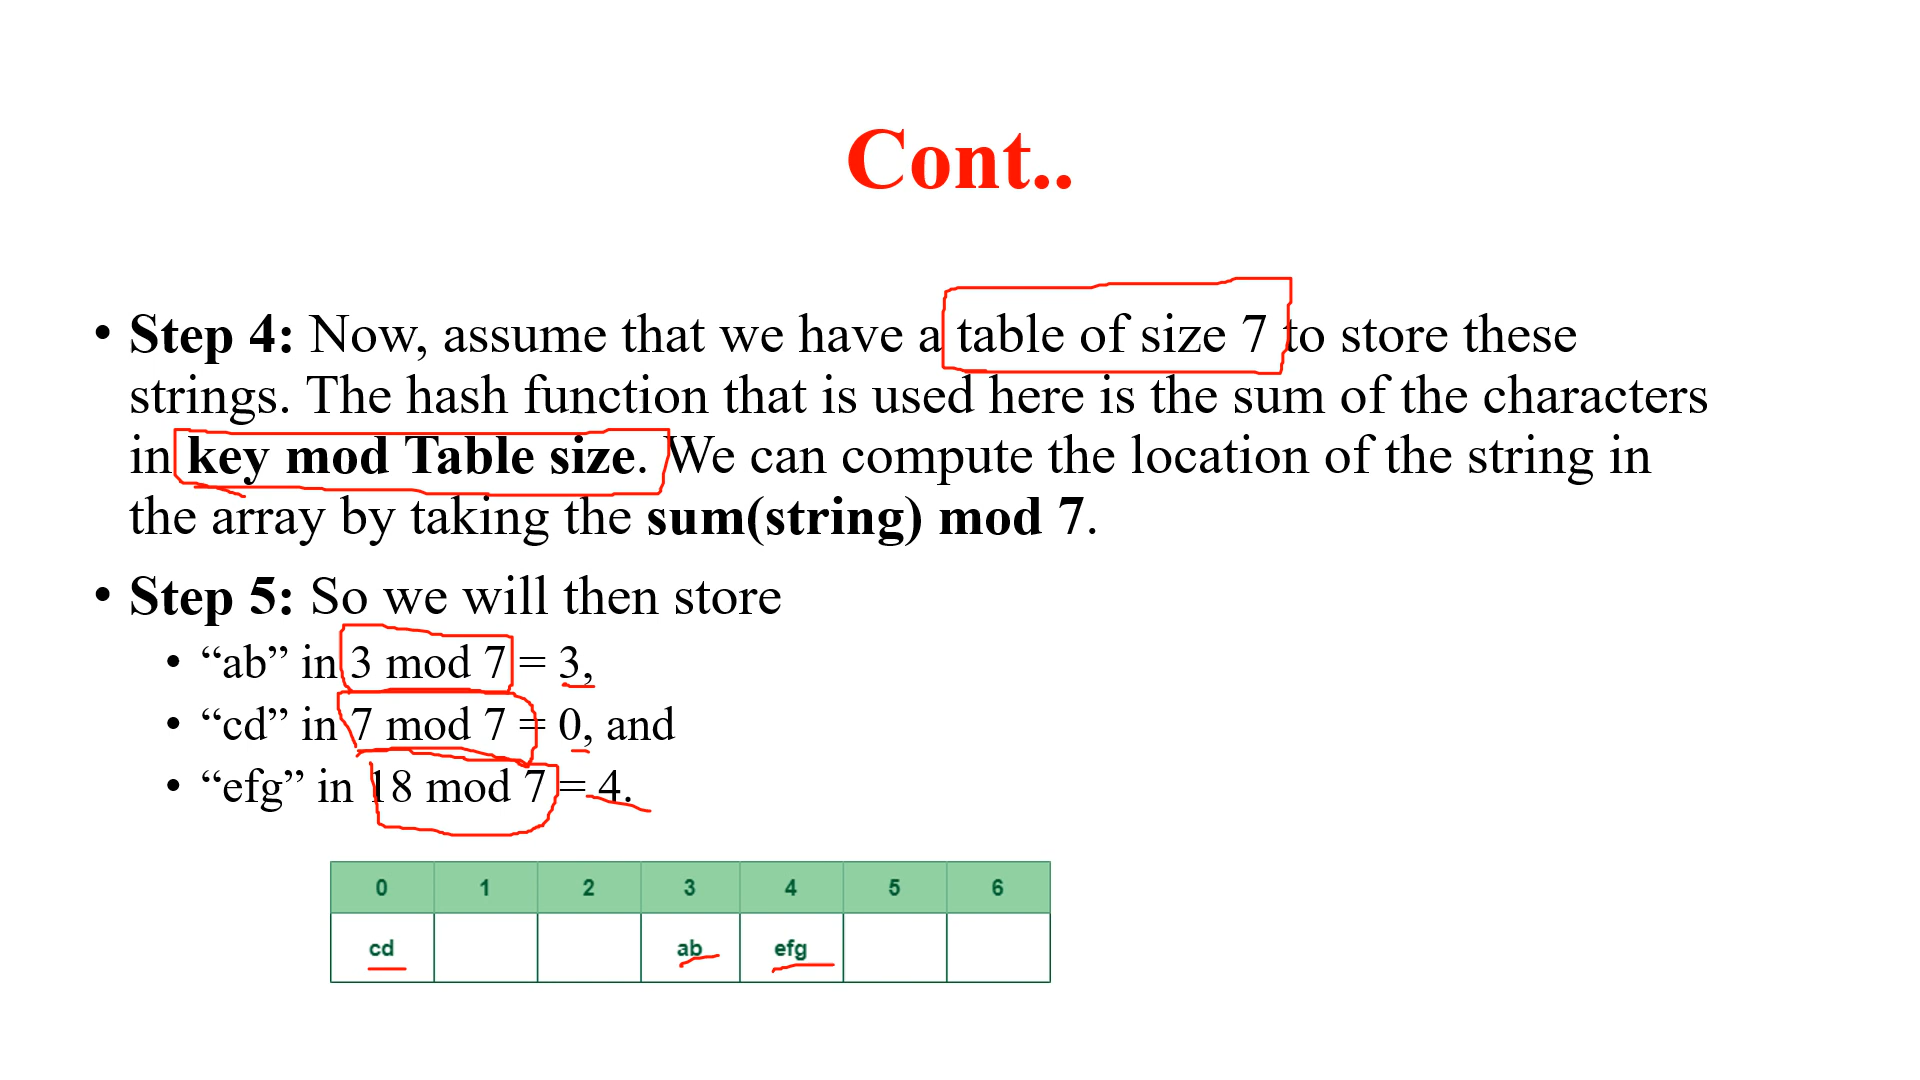 Cont..
• Step 4: Now, assume that we have a table of size 7 to store these
strings. The hash function that is used here is the sum of the characters
in key mod Table size. We can compute the location of the string in
the array by taking the sum(string) mod 7.
• Step 5: So we will then store
• “ab” in 3 mod 7 = 3,
• “cd” in 7 mod 7 = 0, and
• “efg” in 18 mod 7 = 4.
0 1 2 3 4 5 6
cd ab efg